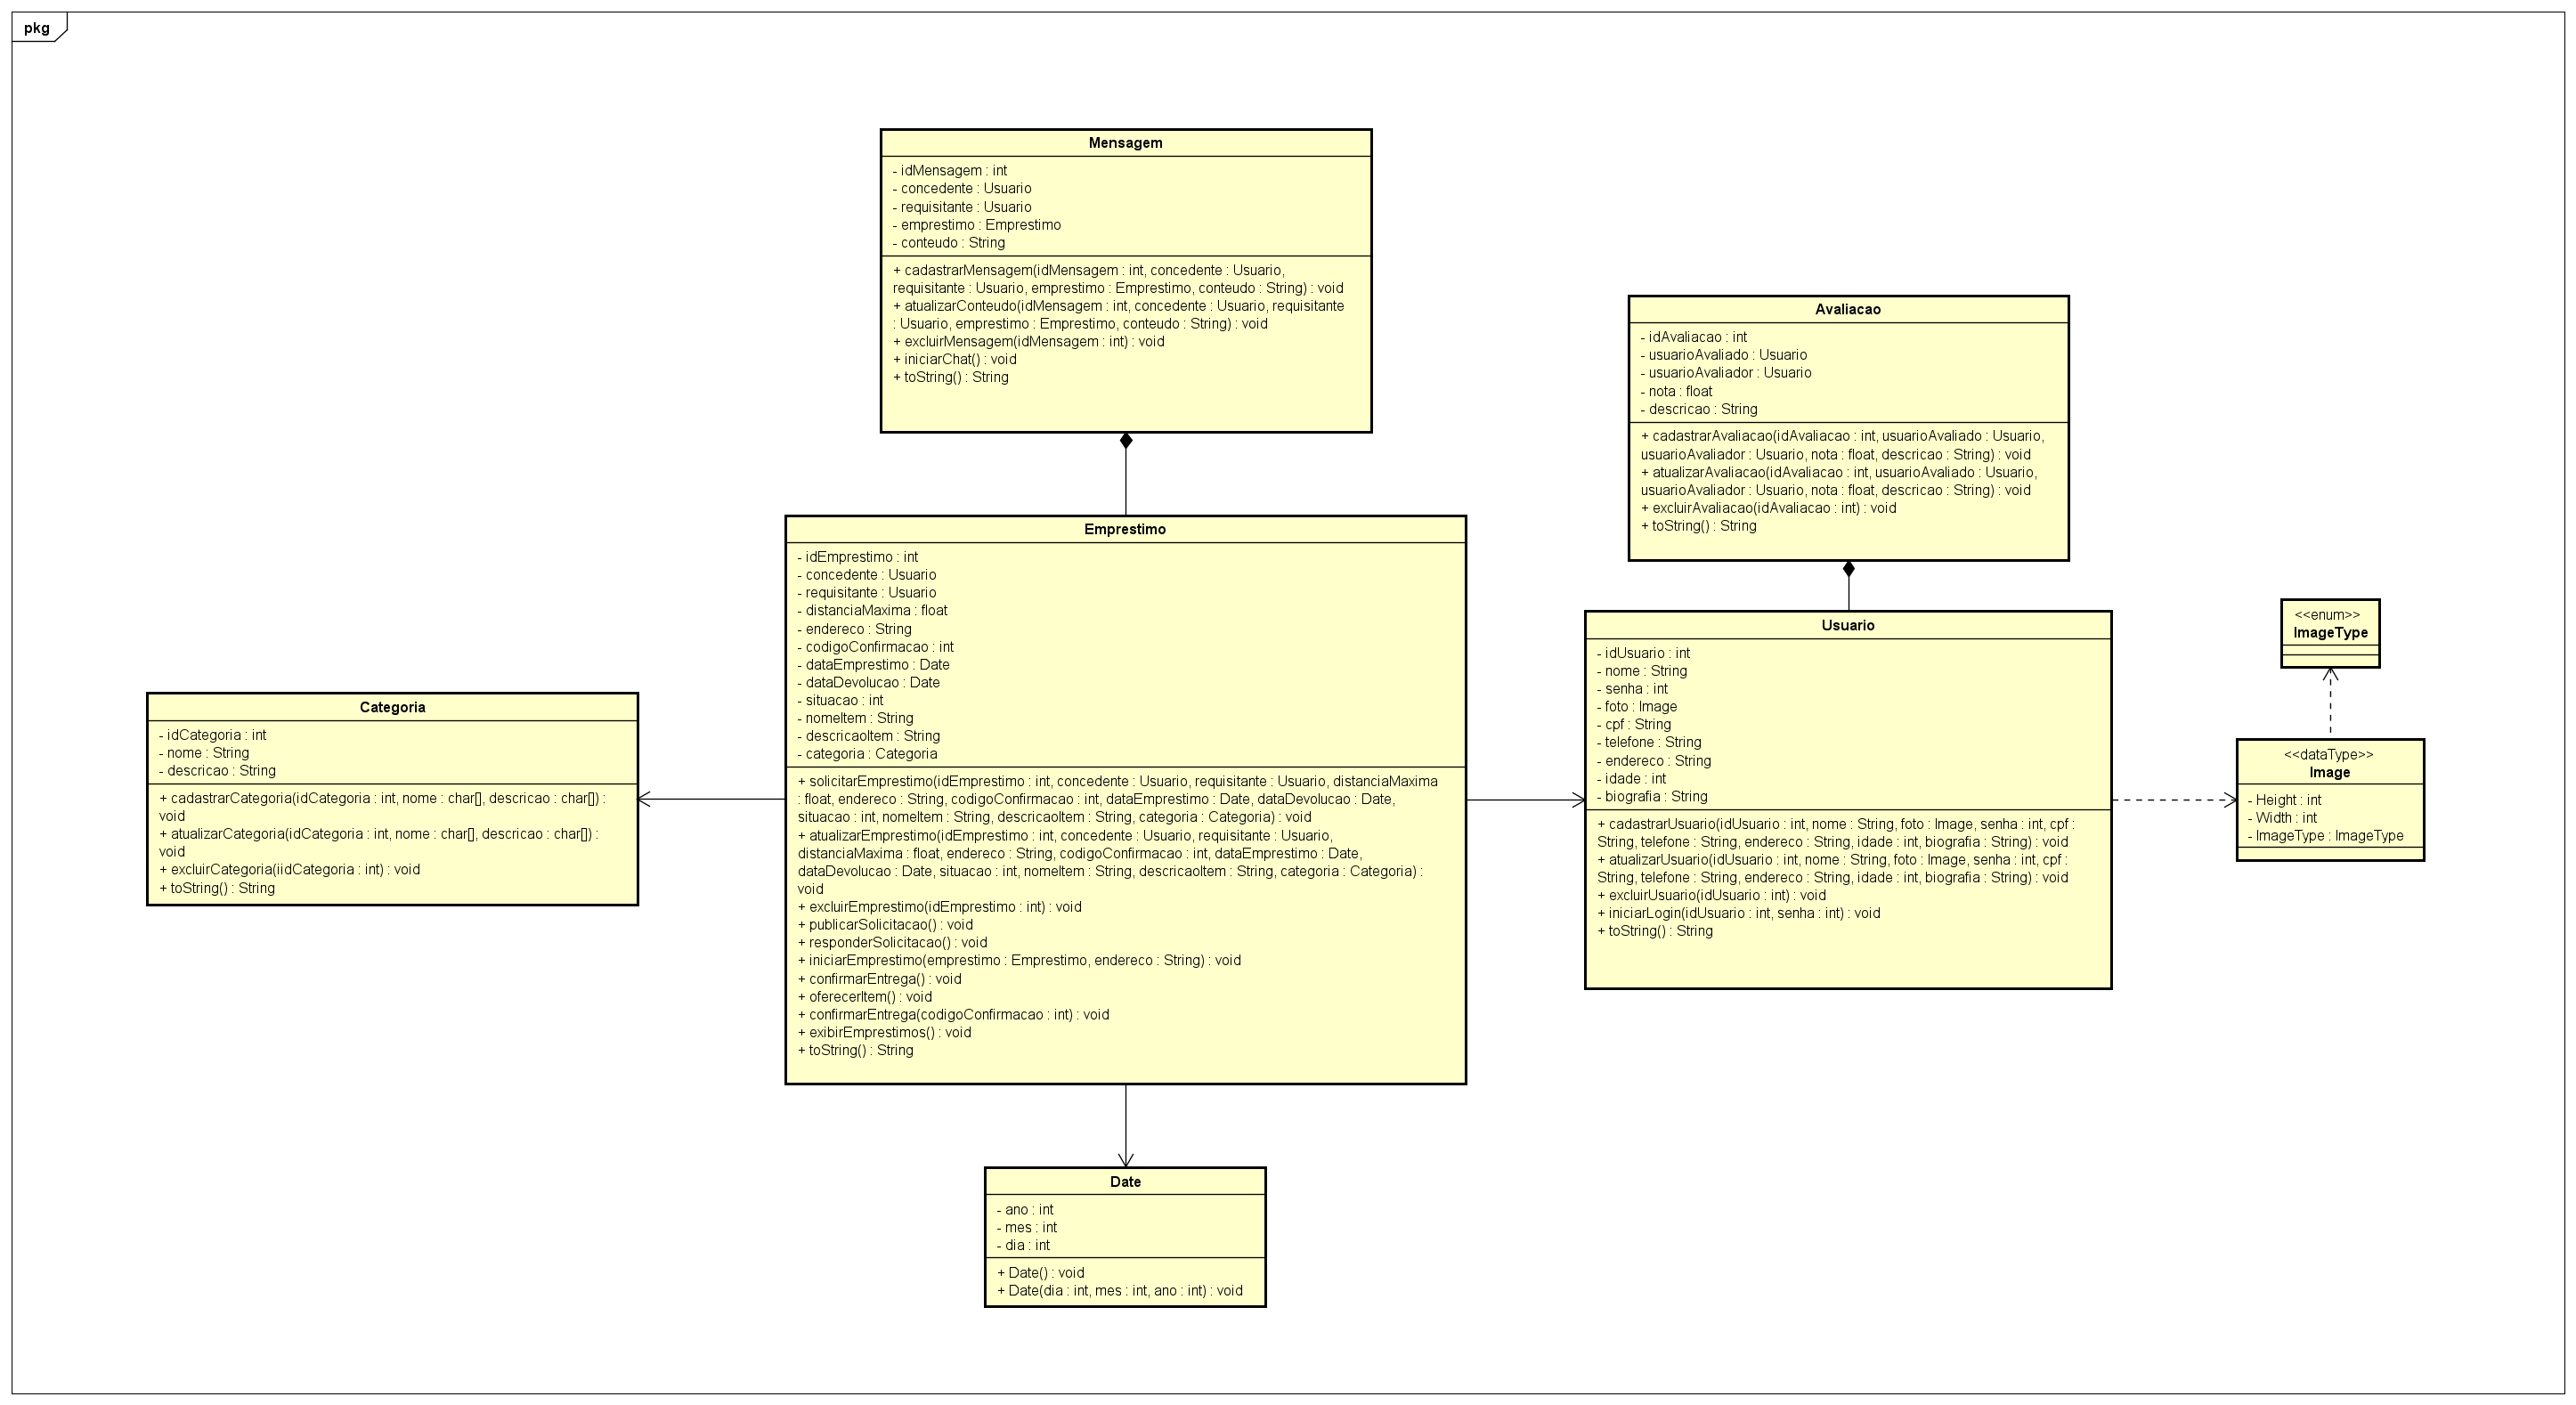 pkg
Mensagem
- idMensagem : int
- concedente : Usuario
- requisitante : Usuario
- emprestimo : Emprestimo
- conteudo : String
+ cadastrarMensagem(idMensagem : int, concedente : Usuario,
requisitante : Usuario, emprestimo : Emprestimo, conteudo : String) : void
+ atualizarConteudo(idMensagem : int, concedente : Usuario, requisitante
: Usuario, emprestimo : Emprestimo, conteudo : String) : void
+ excluirMensagem(idMensagem : int) : void
+ iniciarChat() : void
+ toString() : String
Avaliacao
- idAvaliacao : int
- usuarioAvaliado : Usuario
- usuarioAvaliador : Usuario
- nota : float
- descricao : String
+ cadastrarAvaliacao(idAvaliacao : int, usuarioAvaliado : Usuario,
usuarioAvaliador : Usuario, nota : float, descricao : String) : void
+ atualizarAvaliacao(idAvaliacao : int, usuarioAvaliado : Usuario,
usuarioAvaliador : Usuario, nota : float, descricao : String) : void
+ excluirAvaliacao(idAvaliacao : int) : void
+ toString() : String
Emprestimo
- idEmprestimo : int
- concedente : Usuario
- requisitante : Usuario
- distanciaMaxima : float
- endereco : String
- codigoConfirmacao : int
- dataEmprestimo : Date
- dataDevolucao : Date
- situacao : int
- nomeItem : String
- descricaoItem : String
- categoria : Categoria
+ solicitarEmprestimo(idEmprestimo : int, concedente : Usuario, requisitante : Usuario, distanciaMaxima
: float, endereco : String, codigoConfirmacao : int, dataEmprestimo : Date, dataDevolucao : Date,
situacao : int, nomeItem : String, descricaoItem : String, categoria : Categoria) : void
+ atualizarEmprestimo(idEmprestimo : int, concedente : Usuario, requisitante : Usuario,
distanciaMaxima : float, endereco : String, codigoConfirmacao : int, dataEmprestimo : Date,
dataDevolucao : Date, situacao : int, nomeItem : String, descricaoItem : String, categoria : Categoria) :
void
+ excluirEmprestimo(idEmprestimo : int) : void
+ publicarSolicitacao() : void
+ responderSolicitacao() : void
+ iniciarEmprestimo(emprestimo : Emprestimo, endereco : String) : void
+ confirmarEntrega() : void
+ oferecerItem() : void
+ confirmarEntrega(codigoConfirmacao : int) : void
+ exibirEmprestimos() : void
+ toString() : String
Usuario
- idUsuario : int
- nome : String
- senha : int
- foto : Image
- cpf : String
- telefone : String
- endereco : String
- idade : int
- biografia : String
+ cadastrarUsuario(idUsuario : int, nome : String, foto : Image, senha : int, cpf :
String, telefone : String, endereco : String, idade : int, biografia : String) : void
+ atualizarUsuario(idUsuario : int, nome : String, foto : Image, senha : int, cpf :
String, telefone : String, endereco : String, idade : int, biografia : String) : void
+ excluirUsuario(idUsuario : int) : void
+ iniciarLogin(idUsuario : int, senha : int) : void
+ toString() : String
<<enum>>
ImageType
<<dataType>>
Image
- Height : int
- Width : int
- ImageType : ImageType
Categoria
- idCategoria : int
- nome : String
- descricao : String
+ cadastrarCategoria(idCategoria : int, nome : char[], descricao : char[]) :
void
+ atualizarCategoria(idCategoria : int, nome : char[], descricao : char[]) :
void
+ excluirCategoria(iidCategoria : int) : void
+ toString() : String
Date
- ano : int
- mes : int
- dia : int
+ Date() : void
+ Date(dia : int, mes : int, ano : int) : void